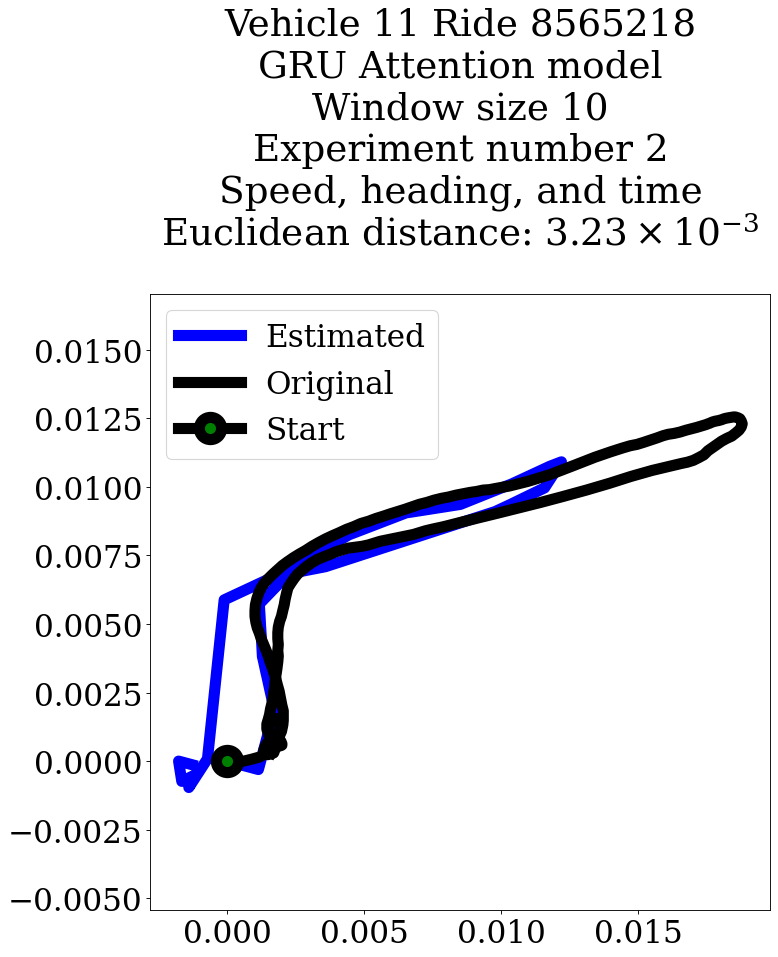 Vehicle 11 Ride 8565218
GRU Attention model
Window size 10
Experiment number 2
Speed, heading, and time
Euclidean distance: 3.23 × 10⁻³
Estimated
Original
Start
0.0150
0.0125
0.0100
0.0075
0.0050
0.0025
0.0000
−0.0025
−0.0050
0.000 0.005 0.010 0.015